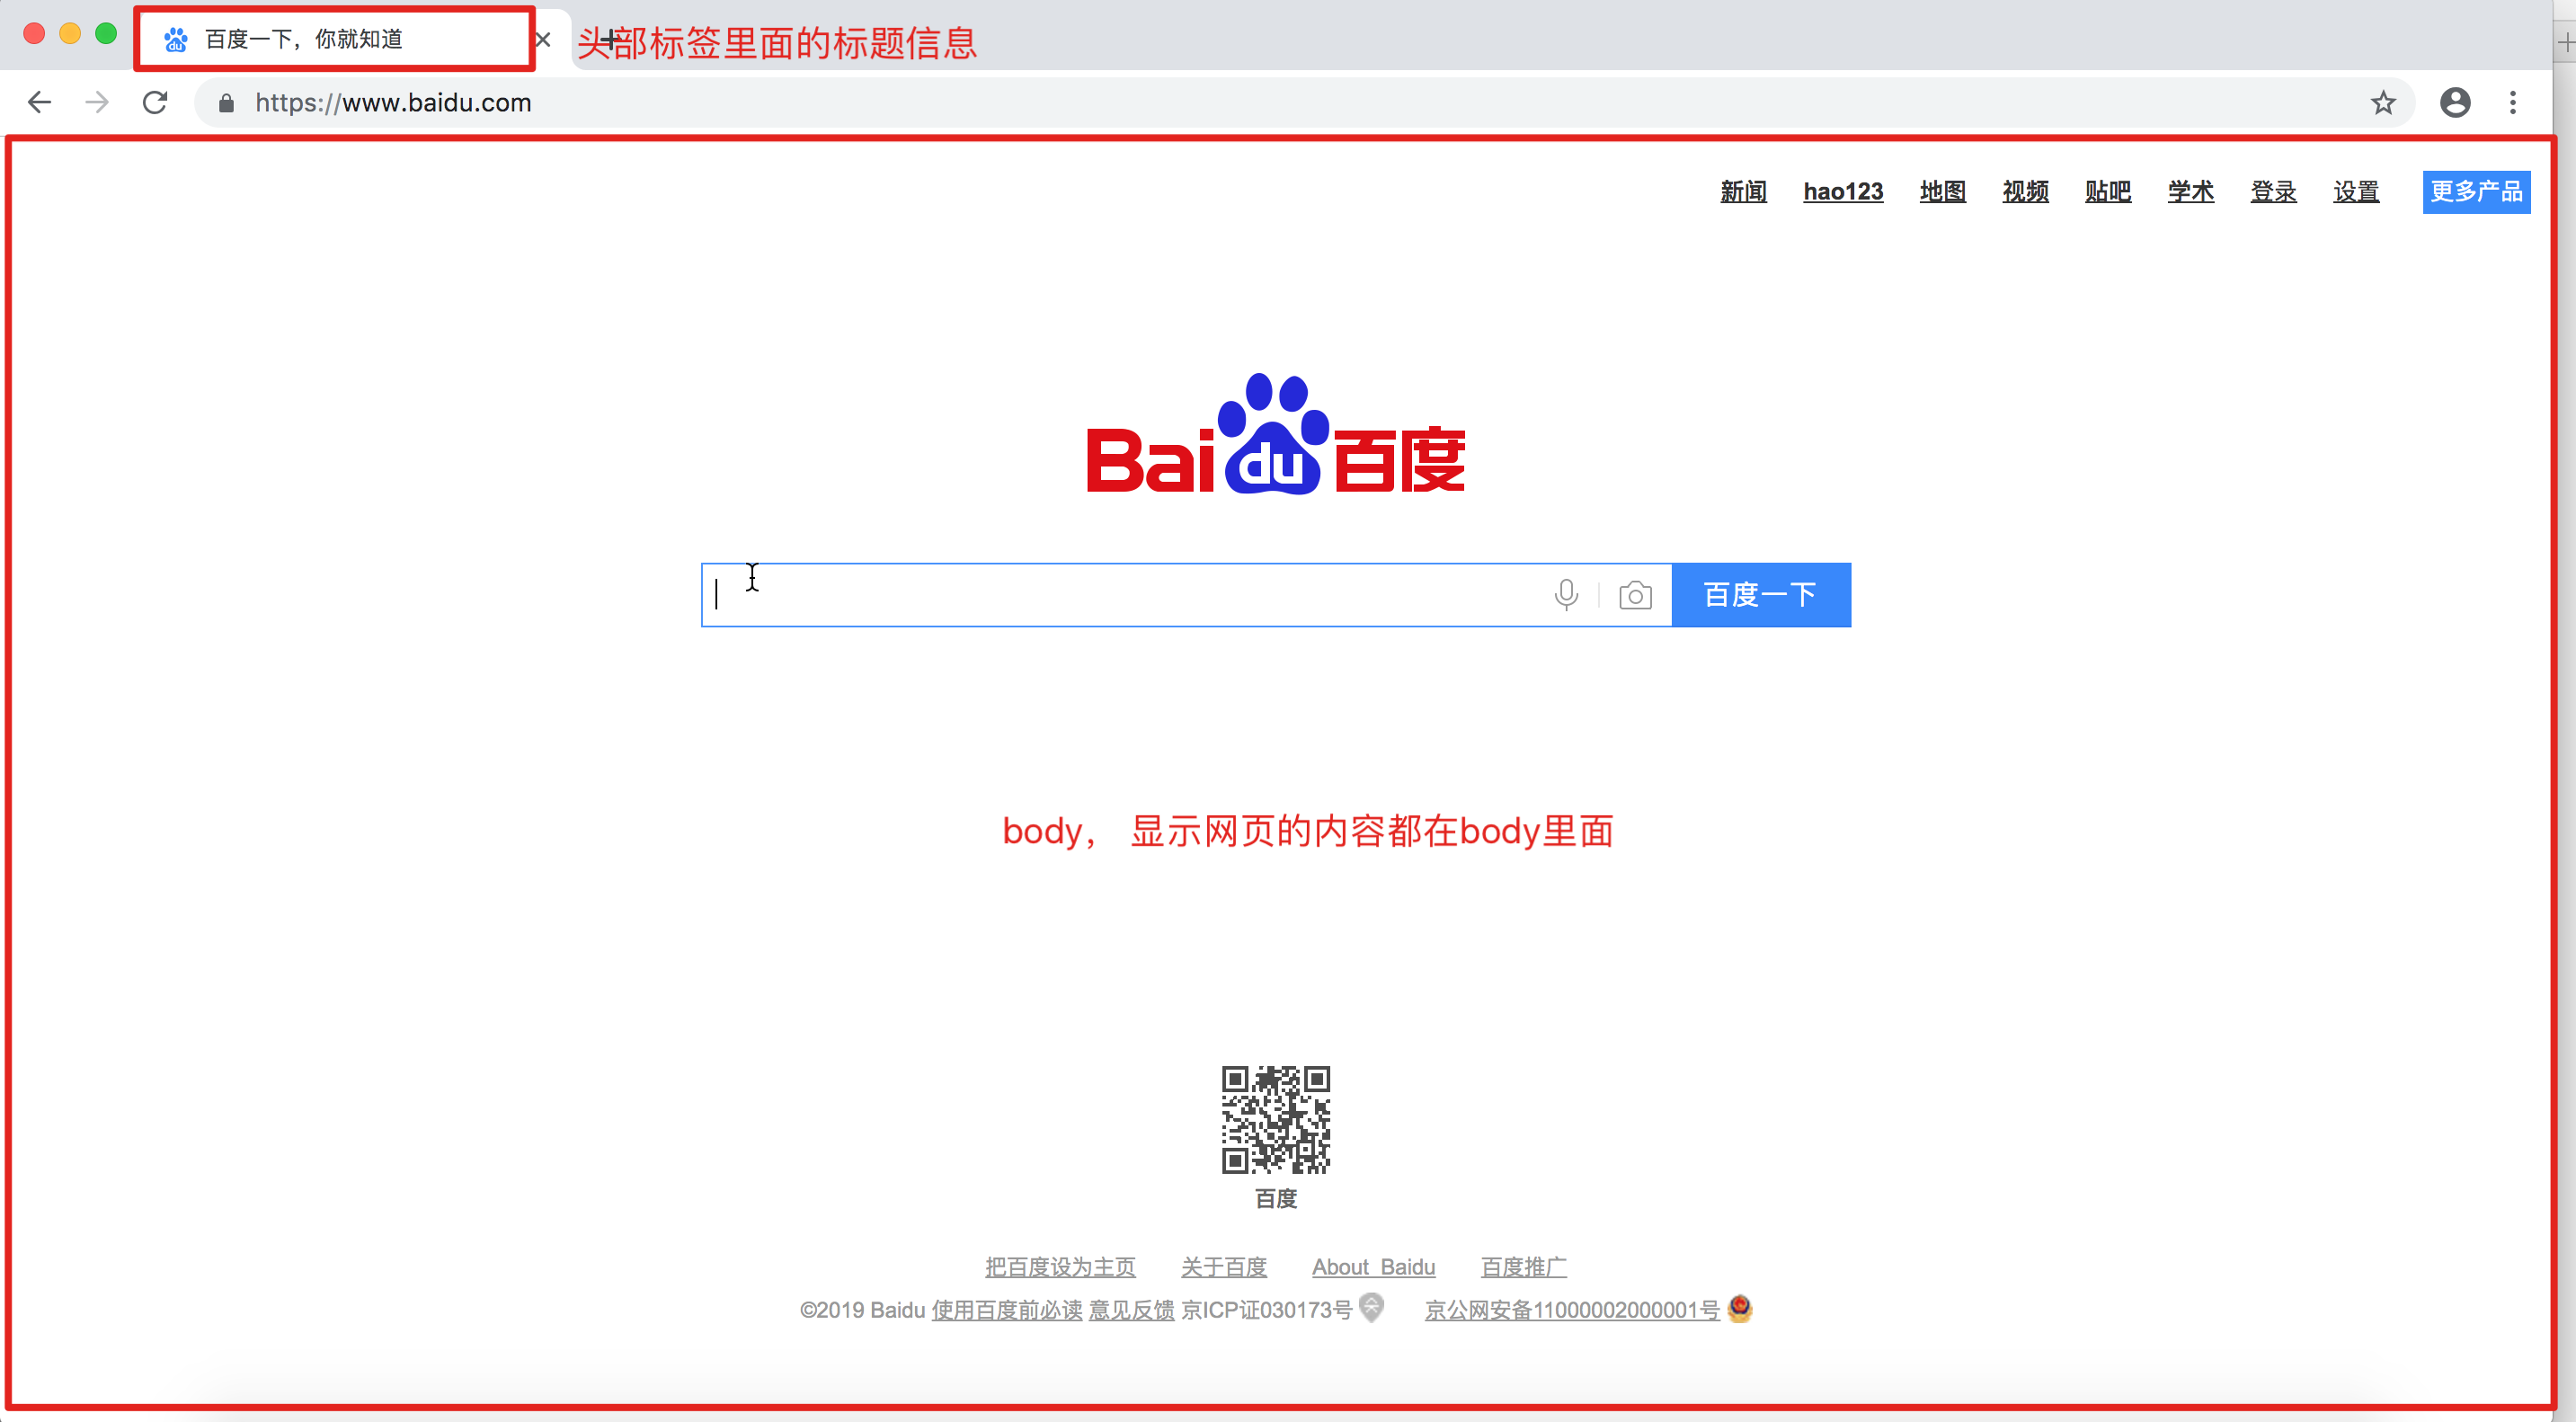 百度一下，你就知道
头部标签里面的标题信息
https://www.baidu.com
新闻 hao123 地图 视频 贴吧 学术 登录 设置 更多产品
Bai du 百度
百度一下
body， 显示网页的内容都在body里面
百度
把百度设为主页 关于百度 About Baidu 百度推广
©2019 Baidu 使用百度前必读 意见反馈 京ICP证030173号 京公网安备11000002000001号